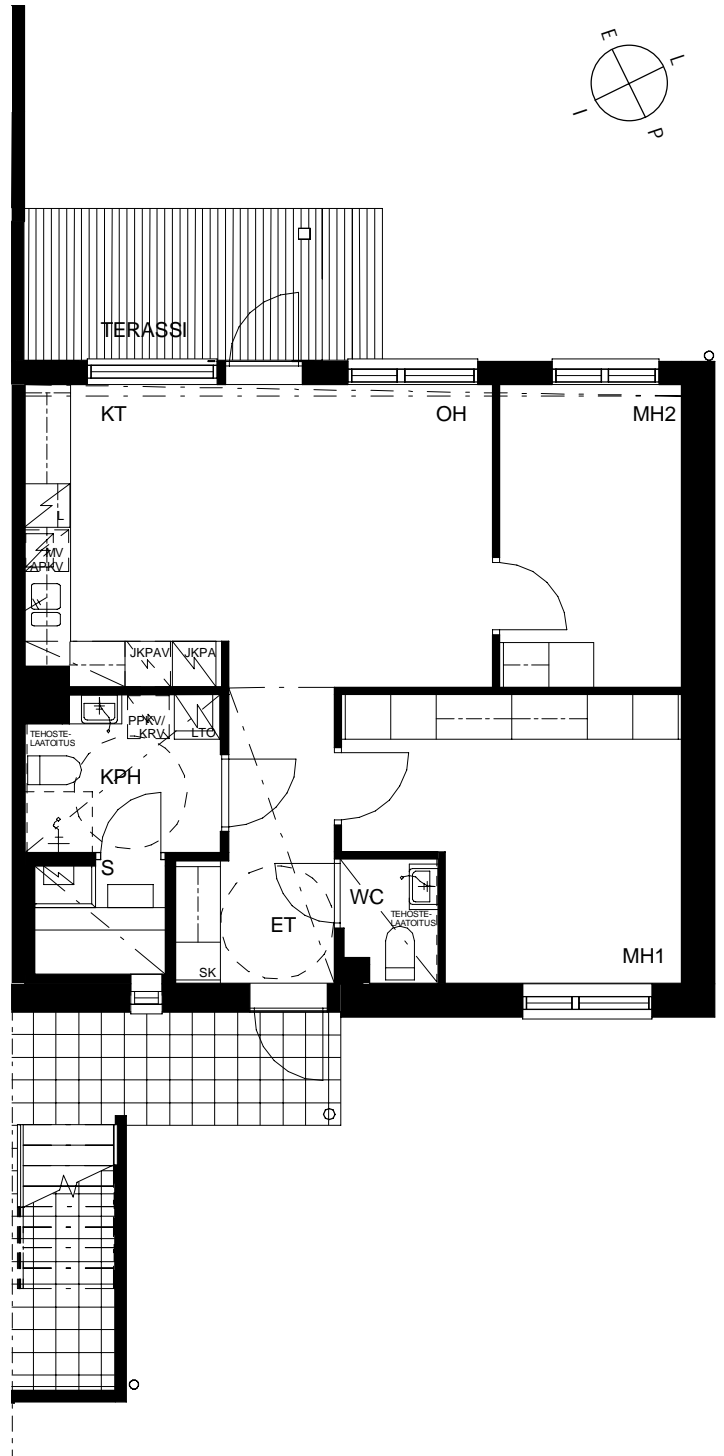 E
L
I
P
TERASSI
KT
OH
MH2
L
MV
APKV
JKPAV
JKPA
PPKV/
KRV
LTO
TEHOSTE-
LAATOITUS
KPH
S
WC
TEHOSTE-
LAATOITUS
ET
SK
MH1